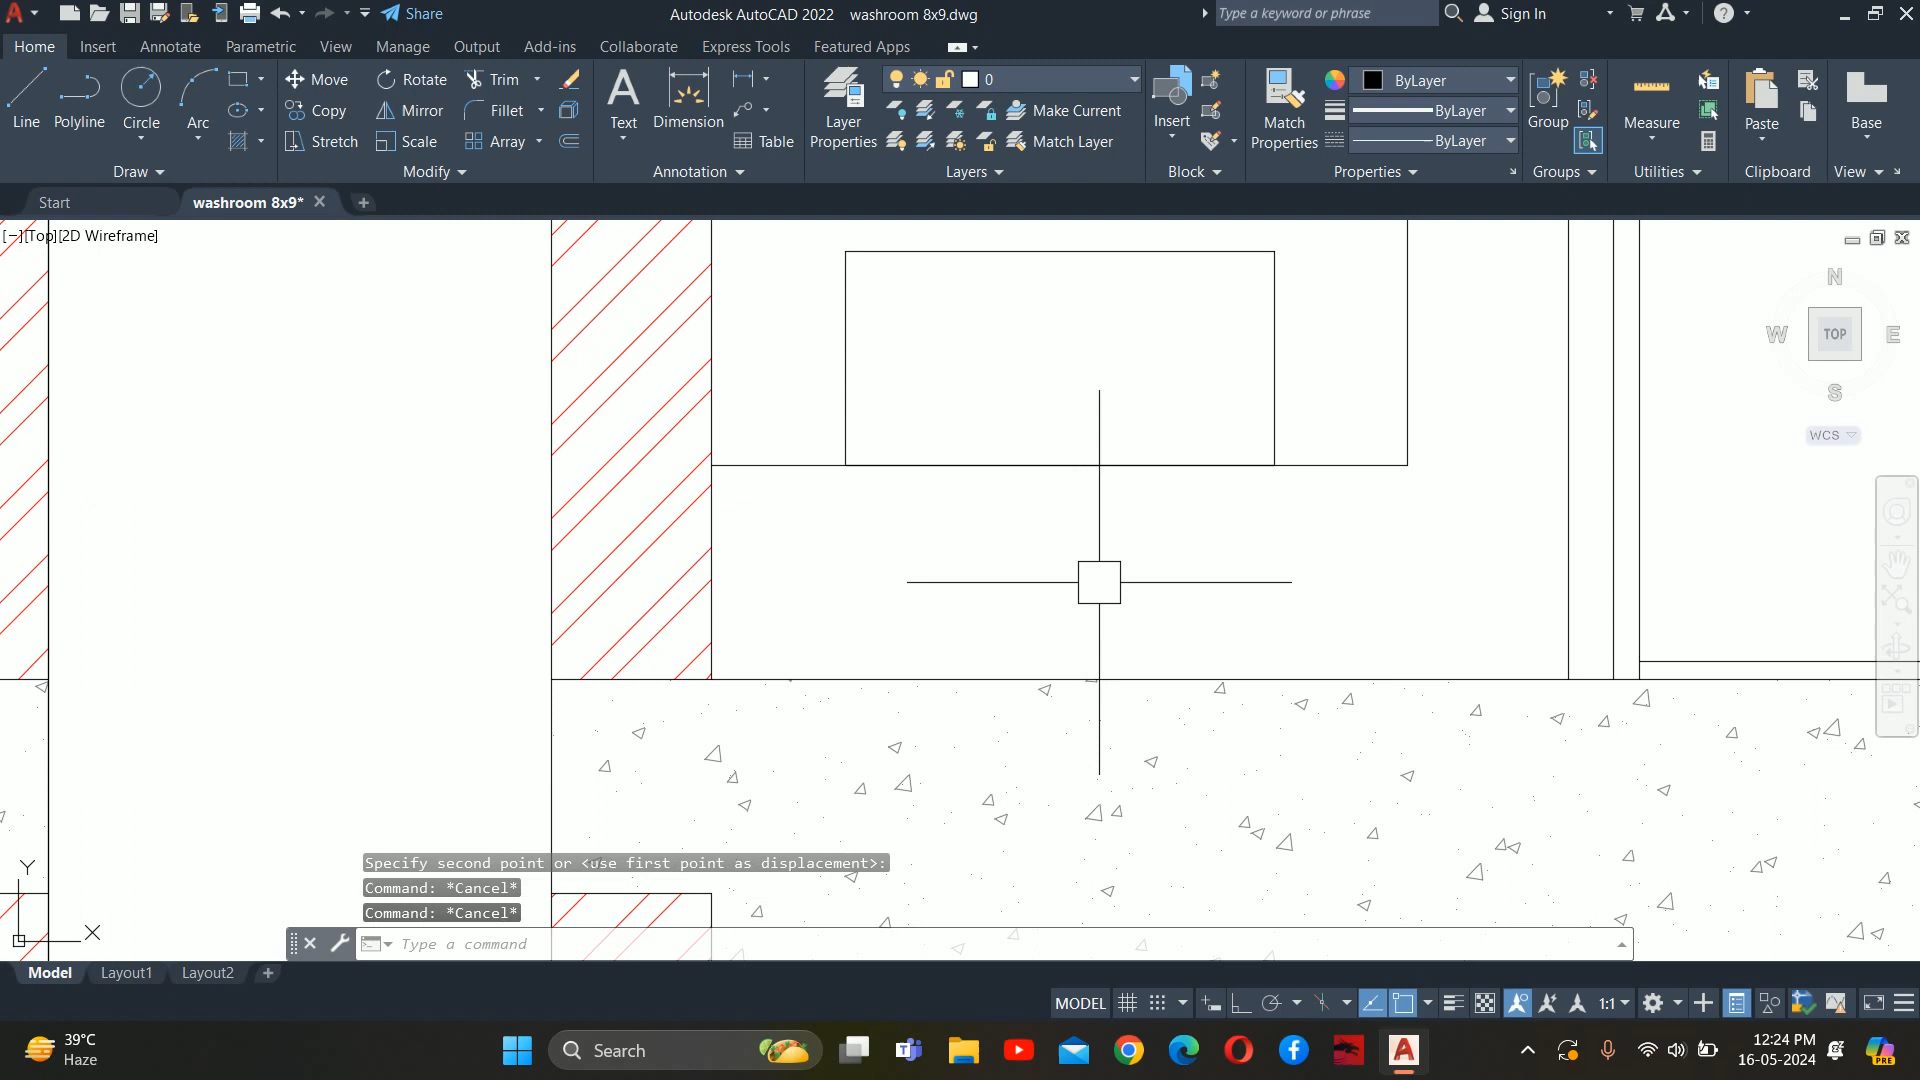 Share
Autodesk AutoCAD 2022 washroom 8x9.dwg
Type a keyword or phrase
Sign In
Home Insert Annotate Parametric View Manage Output Add-ins Collaborate Express Tools Featured Apps
Line Polyline Circle Arc
Move Rotate Trim
Copy Mirror Fillet
Stretch Scale Array
Text Dimension Table
Layer Properties
0
Make Current
Match Layer
Insert
Match Properties
ByLayer
ByLayer
ByLayer
Group
Measure
Paste
Base
Draw Modify Annotation Layers Block Properties Groups Utilities Clipboard View
Start washroom 8x9*
[−][Top][2D Wireframe]
N
W TOP E
S
WCS
Specify second point or <use first point as displacement>:
Command: *Cancel*
Command: *Cancel*
Type a command
Y
X
Model Layout1 Layout2
MODEL 1:1
39°C
Haze
Search
12:24 PM
16-05-2024
PRE